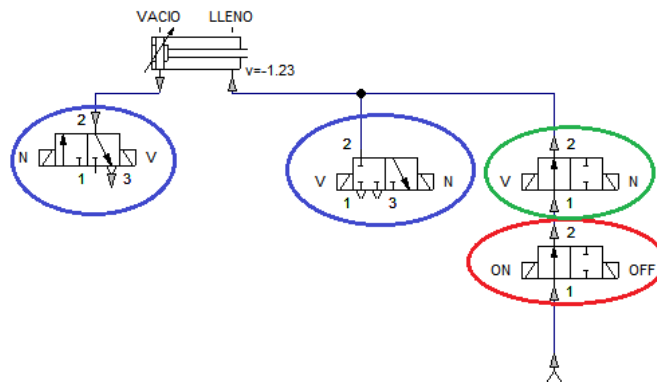 VACIO LLENO
v=-1.23
2
N V
1 3
2
V N
1 3
2
V N
1
2
ON OFF
1